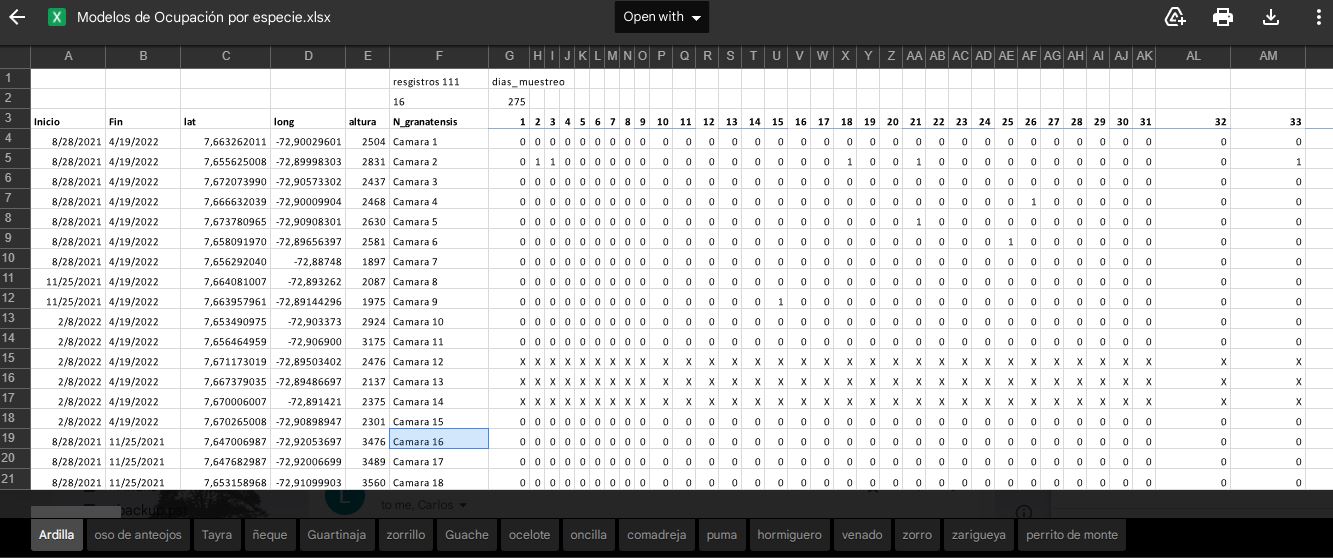 Modelos de Ocupación por especie.xlsx
Open with
A B C D E F G H I J K L M N O P Q R S T U V W X Y Z AA AB AC AD AE AF AG AH AI AJ AK AL AM
1 resgistros 111 dias_muestreo
2 16 275
3 Inicio Fin lat long altura N_granatensis 1 2 3 4 5 6 7 8 9 10 11 12 13 14 15 16 17 18 19 20 21 22 23 24 25 26 27 28 29 30 31 32 33
4 8/28/2021 4/19/2022 7,663262011 -72,90029601 2504 Camara 1 0 0 0 0 0 0 0 0 0 0 0 0 0 0 0 0 0 0 0 0 0 0 0 0 0 0 0 0 0 0 0 0 0
5 8/28/2021 4/19/2022 7,655625008 -72,89998303 2831 Camara 2 0 1 1 0 0 0 0 0 0 0 0 0 0 0 0 0 0 1 0 0 1 0 0 0 0 0 0 0 0 0 0 0 1
6 8/28/2021 4/19/2022 7,672073990 -72,90573302 2437 Camara 3 0 0 0 0 0 0 0 0 0 0 0 0 0 0 0 0 0 0 0 0 0 0 0 0 0 0 0 0 0 0 0 0 0
7 8/28/2021 4/19/2022 7,666632039 -72,90009904 2468 Camara 4 0 0 0 0 0 0 0 0 0 0 0 0 0 0 0 0 0 0 0 0 0 0 0 0 0 1 0 0 0 0 0 0 0
8 8/28/2021 4/19/2022 7,673780965 -72,90908301 2630 Camara 5 0 0 0 0 0 0 0 0 0 0 0 0 0 0 0 0 0 0 0 0 1 0 0 0 0 0 0 0 0 0 0 0 0
9 8/28/2021 4/19/2022 7,658091970 -72,89656397 2581 Camara 6 0 0 0 0 0 0 0 0 0 0 0 0 0 0 0 0 0 0 0 0 0 0 0 0 1 0 0 0 0 0 0 0 0
10 8/28/2021 4/19/2022 7,656292040 -72,88748 1897 Camara 7 0 0 0 0 0 0 0 0 0 0 0 0 0 0 0 0 0 0 0 0 0 0 0 0 0 0 0 0 0 0 0 0 0
11 11/25/2021 4/19/2022 7,664081007 -72,893262 2087 Camara 8 0 0 0 0 0 0 0 0 0 0 0 0 0 0 0 0 0 0 0 0 0 0 0 0 0 0 0 0 0 0 0 0 0
12 11/25/2021 4/19/2022 7,663957961 -72,89144296 1975 Camara 9 0 0 0 0 0 0 0 0 0 0 0 0 0 0 1 0 0 0 0 0 0 0 0 0 0 0 0 0 0 0 0 0 0
13 2/8/2022 4/19/2022 7,653490975 -72,903373 2924 Camara 10 0 0 0 0 0 0 0 0 0 0 0 0 0 0 0 0 0 0 0 0 0 0 0 0 0 0 0 0 0 0 0 0 0
14 2/8/2022 4/19/2022 7,656464959 -72,906900 3175 Camara 11 0 0 0 0 0 0 0 0 0 0 0 0 0 0 0 0 0 0 0 0 0 0 0 0 0 0 0 0 0 0 0 0 0
15 2/8/2022 4/19/2022 7,671173019 -72,89503402 2476 Camara 12 X X X X X X X X X X X X X X X X X X X X X X X X X X X X X X X X X
16 2/8/2022 4/19/2022 7,667379035 -72,89486697 2137 Camara 13 X X X X X X X X X X X X X X X X X X X X X X X X X X X X X X X X X
17 2/8/2022 4/19/2022 7,670006007 -72,891421 2375 Camara 14 X X X X X X X X X X X X X X X X X X X X X X X X X X X X X X X X X
18 2/8/2022 4/19/2022 7,670265008 -72,90898947 2301 Camara 15 0 0 0 0 0 0 0 0 0 0 0 0 0 0 0 0 0 0 0 0 0 0 0 0 0 0 0 0 0 0 0 0 0
19 8/28/2021 11/25/2021 7,647006987 -72,92053697 3476 Camara 16 0 0 0 0 0 0 0 0 0 0 0 0 0 0 0 0 0 0 0 0 0 0 0 0 0 0 0 0 0 0 0 0 0
20 8/28/2021 11/25/2021 7,647682987 -72,92006699 3489 Camara 17 0 0 0 0 0 0 0 0 0 0 0 0 0 0 0 0 0 0 0 0 0 0 0 0 0 0 0 0 0 0 0 0 0
21 8/28/2021 11/25/2021 7,653158968 -72,91099903 3560 Camara 18 0 0 0 0 0 0 0 0 0 0 0 0 0 0 0 0 0 0 0 0 0 0 0 0 0 0 0 0 0 0 0 0 0
L to me, Carlos
backup.pst
Ardilla oso de anteojos Tayra ñeque Guartinaja zorrillo Guache ocelote oncilla comadreja puma hormiguero venado zorro zarigueya perrito de monte